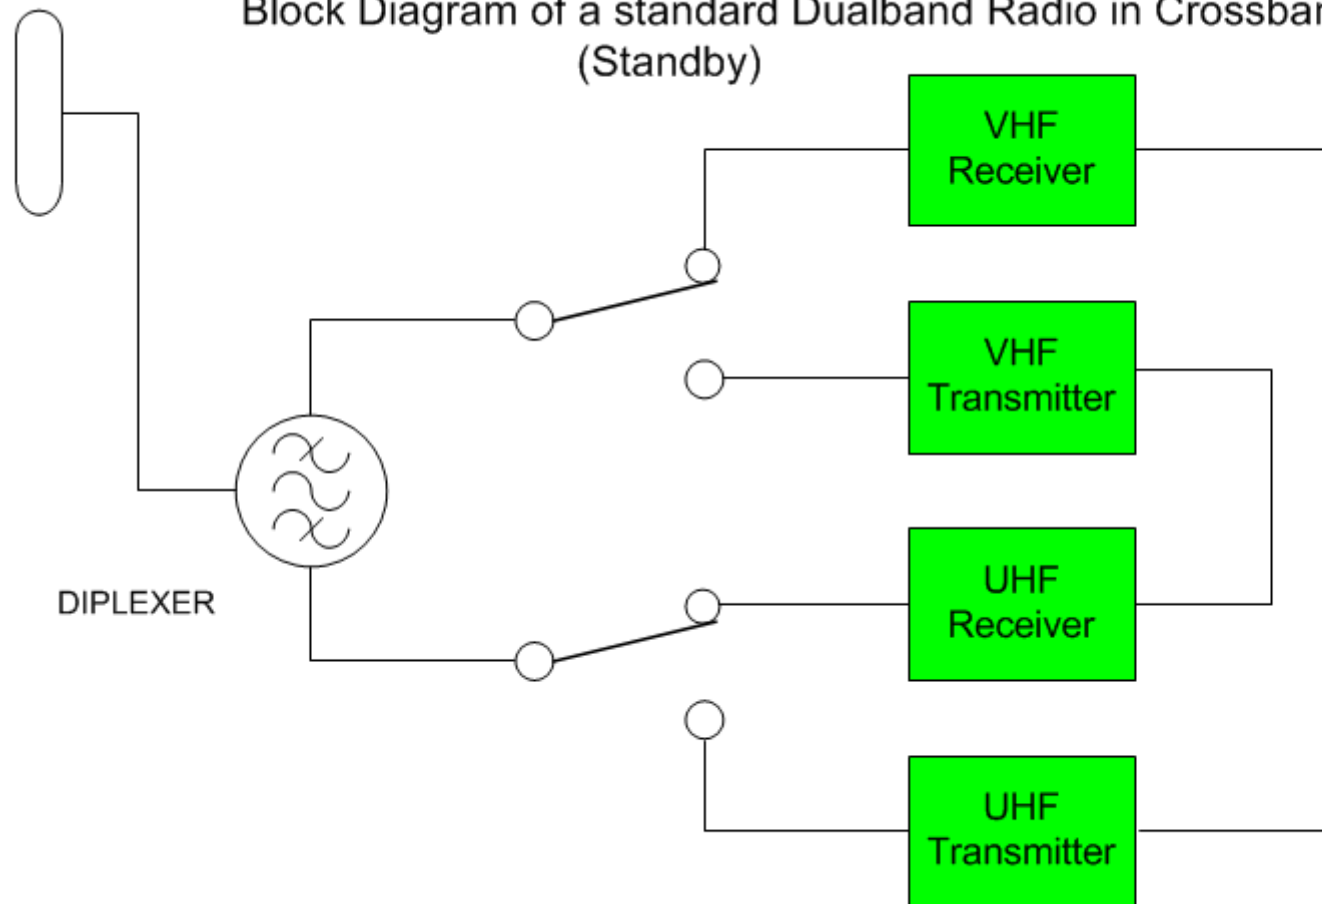 Block Diagram of a standard Dualband Radio in
(Standby)
VHF
Receiver
VHF
Transmitter
UHF
Receiver
DIPLEXER
UHF
Transmitter